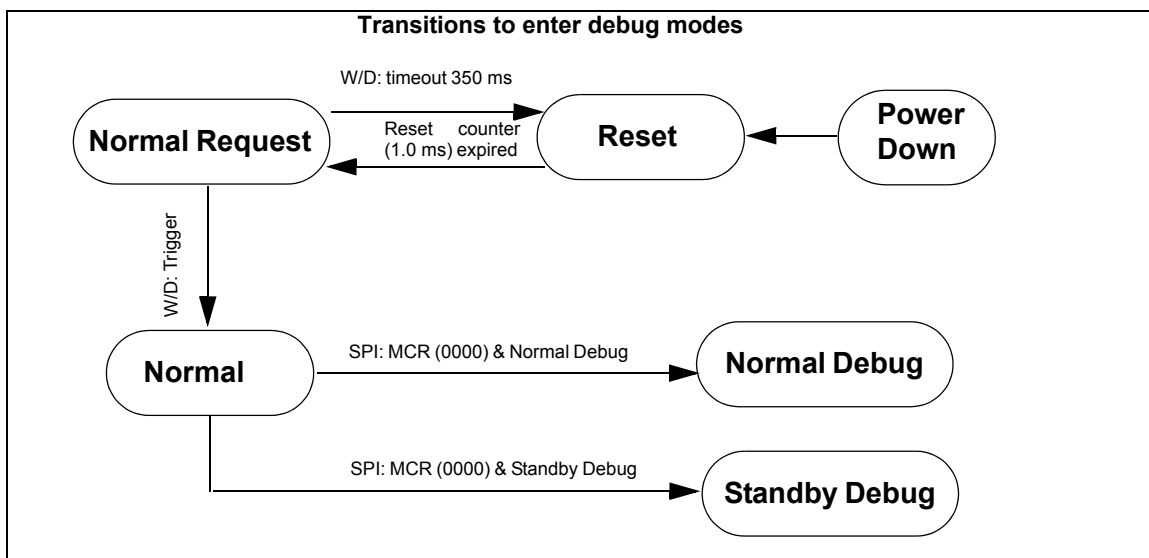 Transitions to enter debug modes
W/D: timeout 350 ms
Normal Request
Reset counter
(1.0 ms) expired
Reset
Power
Down
W/D: Trigger
Normal
SPI: MCR (0000) & Normal Debug
Normal Debug
SPI: MCR (0000) & Standby Debug
Standby Debug